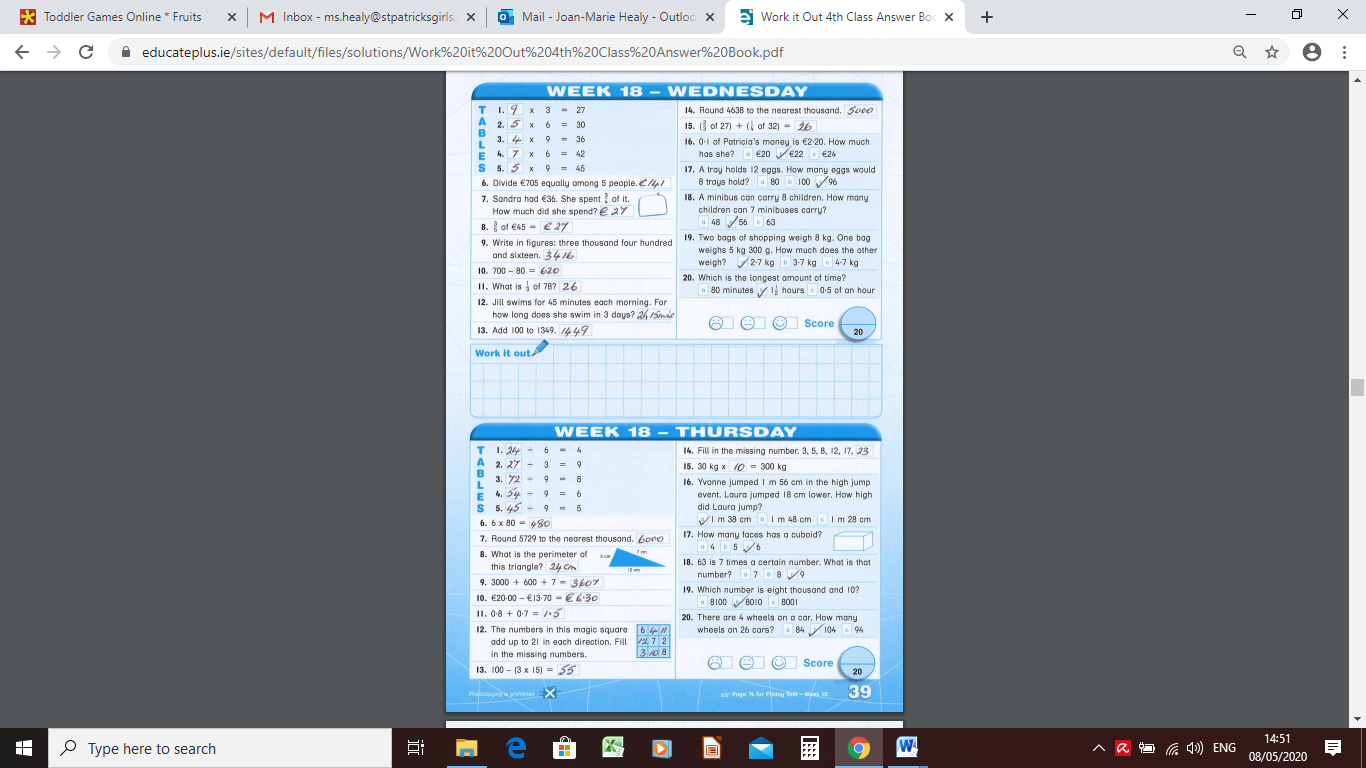 Toddler Games Online * Fruits
Inbox - ms.healy@stpatricksgirls.
Mail - Joan-Marie Healy - Outloo
Work it Out 4th Class Answer Boo
educateplus.ie/sites/default/files/solutions/Work%20it%20Out%204th%20Class%20Answer%20Book.pdf
WEEK 18 – WEDNESDAY
TABLES
1. 9 x 3 = 27
2. 5 x 6 = 30
3. 4 x 9 = 36
4. 7 x 6 = 42
5. 5 x 9 = 45
6. Divide €705 equally among 5 people. €141
7. Sandra had €36. She spent 3/4 of it.
How much did she spend? €27
8. 3/5 of €45 = €27
9. Write in figures: three thousand four hundred
and sixteen. 3416
10. 700 – 80 = 620
11. What is 1/3 of 78? 26
12. Jill swims for 45 minutes each morning. For
how long does she swim in 3 days? 2h 15min
13. Add 100 to 1349. 1449
14. Round 4638 to the nearest thousand. 5000
15. (2/3 of 27) + (1/4 of 32) = 26
16. 0·1 of Patricia's money is €2·20. How much
has she? a €20 ✓ €22 c €24
17. A tray holds 12 eggs. How many eggs would
8 trays hold? a 80 b 100 ✓ 96
18. A minibus can carry 8 children. How many
children can 7 minibuses carry?
a 48 ✓ 56 c 63
19. Two bags of shopping weigh 8 kg. One bag
weighs 5 kg 300 g. How much does the other
weigh? ✓ 2·7 kg b 3·7 kg c 4·7 kg
20. Which is the longest amount of time?
a 80 minutes ✓ 1½ hours c 0·5 of an hour
Score
20
Work it out
WEEK 18 – THURSDAY
TABLES
1. 24 ÷ 6 = 4
2. 27 ÷ 3 = 9
3. 72 ÷ 9 = 8
4. 54 ÷ 9 = 6
5. 45 ÷ 9 = 5
6. 6 x 80 = 480
7. Round 5729 to the nearest thousand. 6000
8. What is the perimeter of
this triangle? 24cm
5 cm
7 cm
12 cm
9. 3000 + 600 + 7 = 3607
10. €20·00 – €13·70 = €6·30
11. 0·8 + 0·7 = 1·5
12. The numbers in this magic square
add up to 21 in each direction. Fill
in the missing numbers.
6 4 11
12 7 2
3 10 8
13. 100 – (3 x 15) = 55
14. Fill in the missing number. 3, 5, 8, 12, 17, 23
15. 30 kg x 10 = 300 kg
16. Yvonne jumped 1 m 56 cm in the high jump
event. Laura jumped 18 cm lower. How high
did Laura jump?
✓ 1 m 38 cm b 1 m 48 cm c 1 m 28 cm
17. How many faces has a cuboid?
a 4 b 5 ✓ 6
18. 63 is 7 times a certain number. What is that
number? a 7 b 8 ✓ 9
19. Which number is eight thousand and 10?
a 8100 ✓ 8010 c 8001
20. There are 4 wheels on a car. How many
wheels on 26 cars? a 84 ✓ 104 c 94
Score
20
Photocopying is prohibited
Page 76 for Friday Test – Week 18.
39
Type here to search
ENG
14:51
08/05/2020